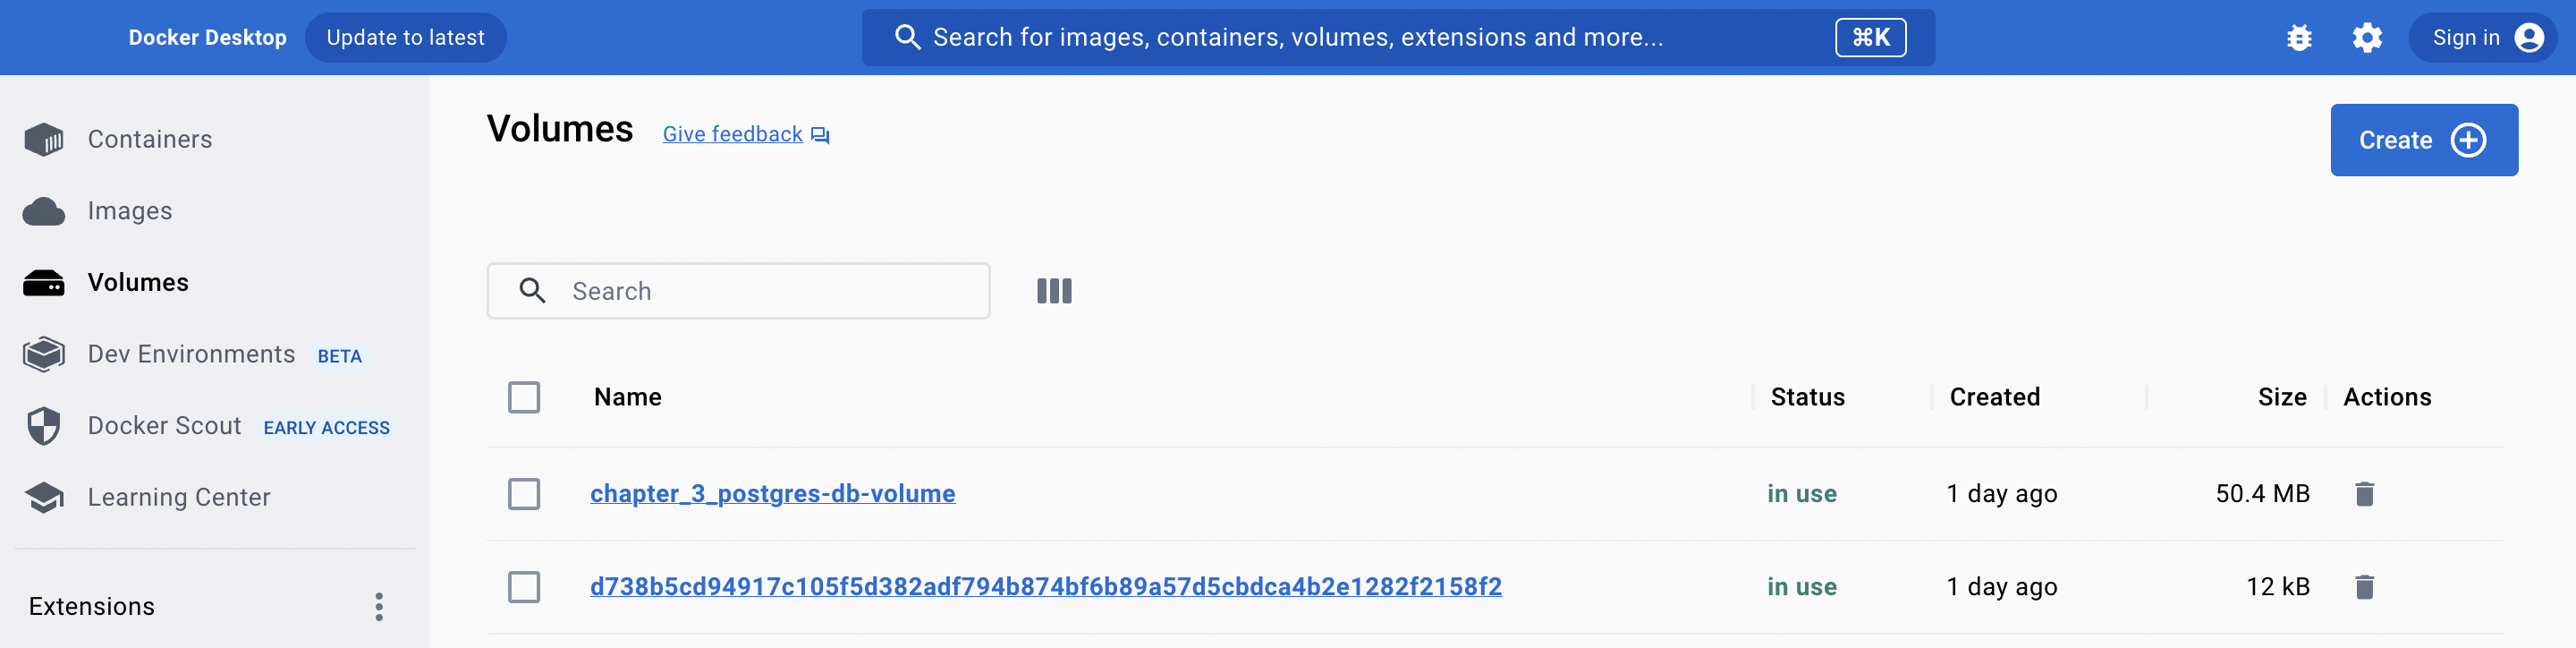 Docker Desktop Update to latest Search for images, containers, volumes, extensions and more... ⌘K Sign in
Containers
Images
Volumes
Dev Environments BETA
Docker Scout EARLY ACCESS
Learning Center
Extensions
Volumes Give feedback
Create
Search
Name Status Created Size Actions
chapter_3_postgres-db-volume in use 1 day ago 50.4 MB
d738b5cd94917c105f5d382adf794b874bf6b89a57d5cbdca4b2e1282f2158f2 in use 1 day ago 12 kB